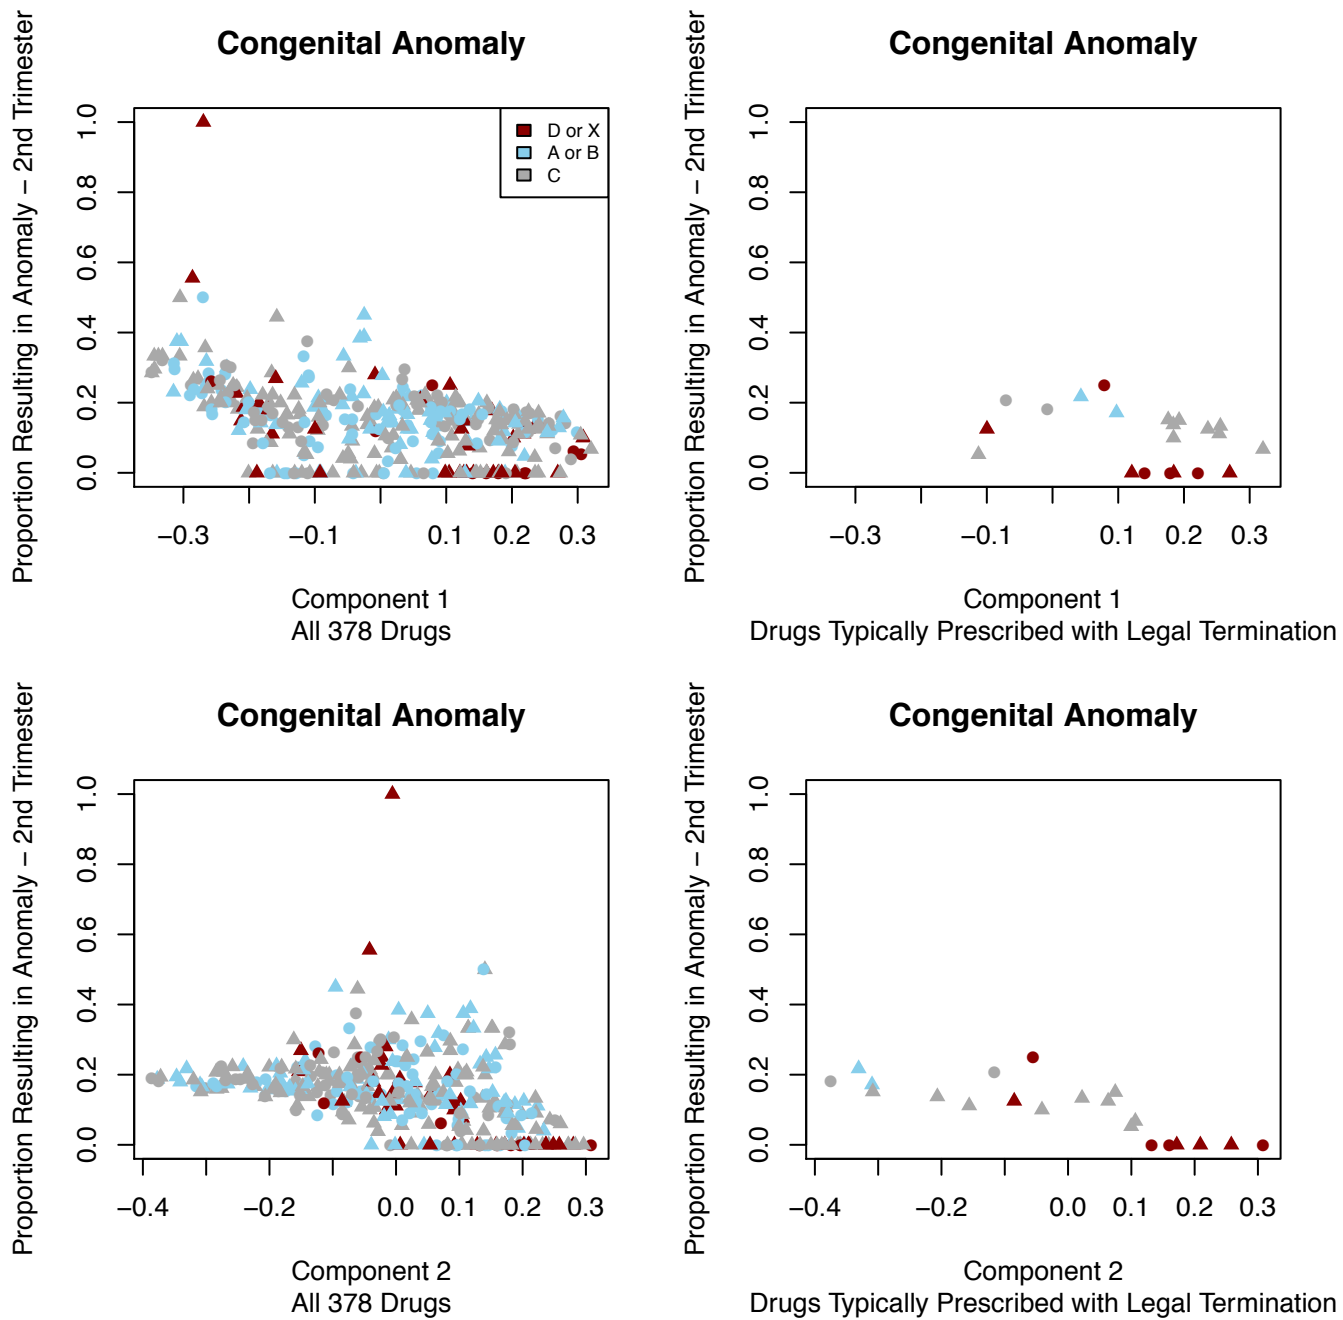 Congenital Anomaly
Proportion Resulting in Anomaly − 2nd Trimester
1.0
0.8
0.6
0.4
0.2
0.0
D or X
A or B
C
−0.3
−0.1
0.1
0.2
0.3
Component 1
All 378 Drugs
Congenital Anomaly
Proportion Resulting in Anomaly − 2nd Trimester
1.0
0.8
0.6
0.4
0.2
0.0
−0.3
−0.1
0.1
0.2
0.3
Component 1
Drugs Typically Prescribed with Legal Termination
Congenital Anomaly
Proportion Resulting in Anomaly − 2nd Trimester
1.0
0.8
0.6
0.4
0.2
0.0
−0.4
−0.2
0.0
0.1
0.2
0.3
Component 2
All 378 Drugs
Congenital Anomaly
Proportion Resulting in Anomaly − 2nd Trimester
1.0
0.8
0.6
0.4
0.2
0.0
−0.4
−0.2
0.0
0.1
0.2
0.3
Component 2
Drugs Typically Prescribed with Legal Termination